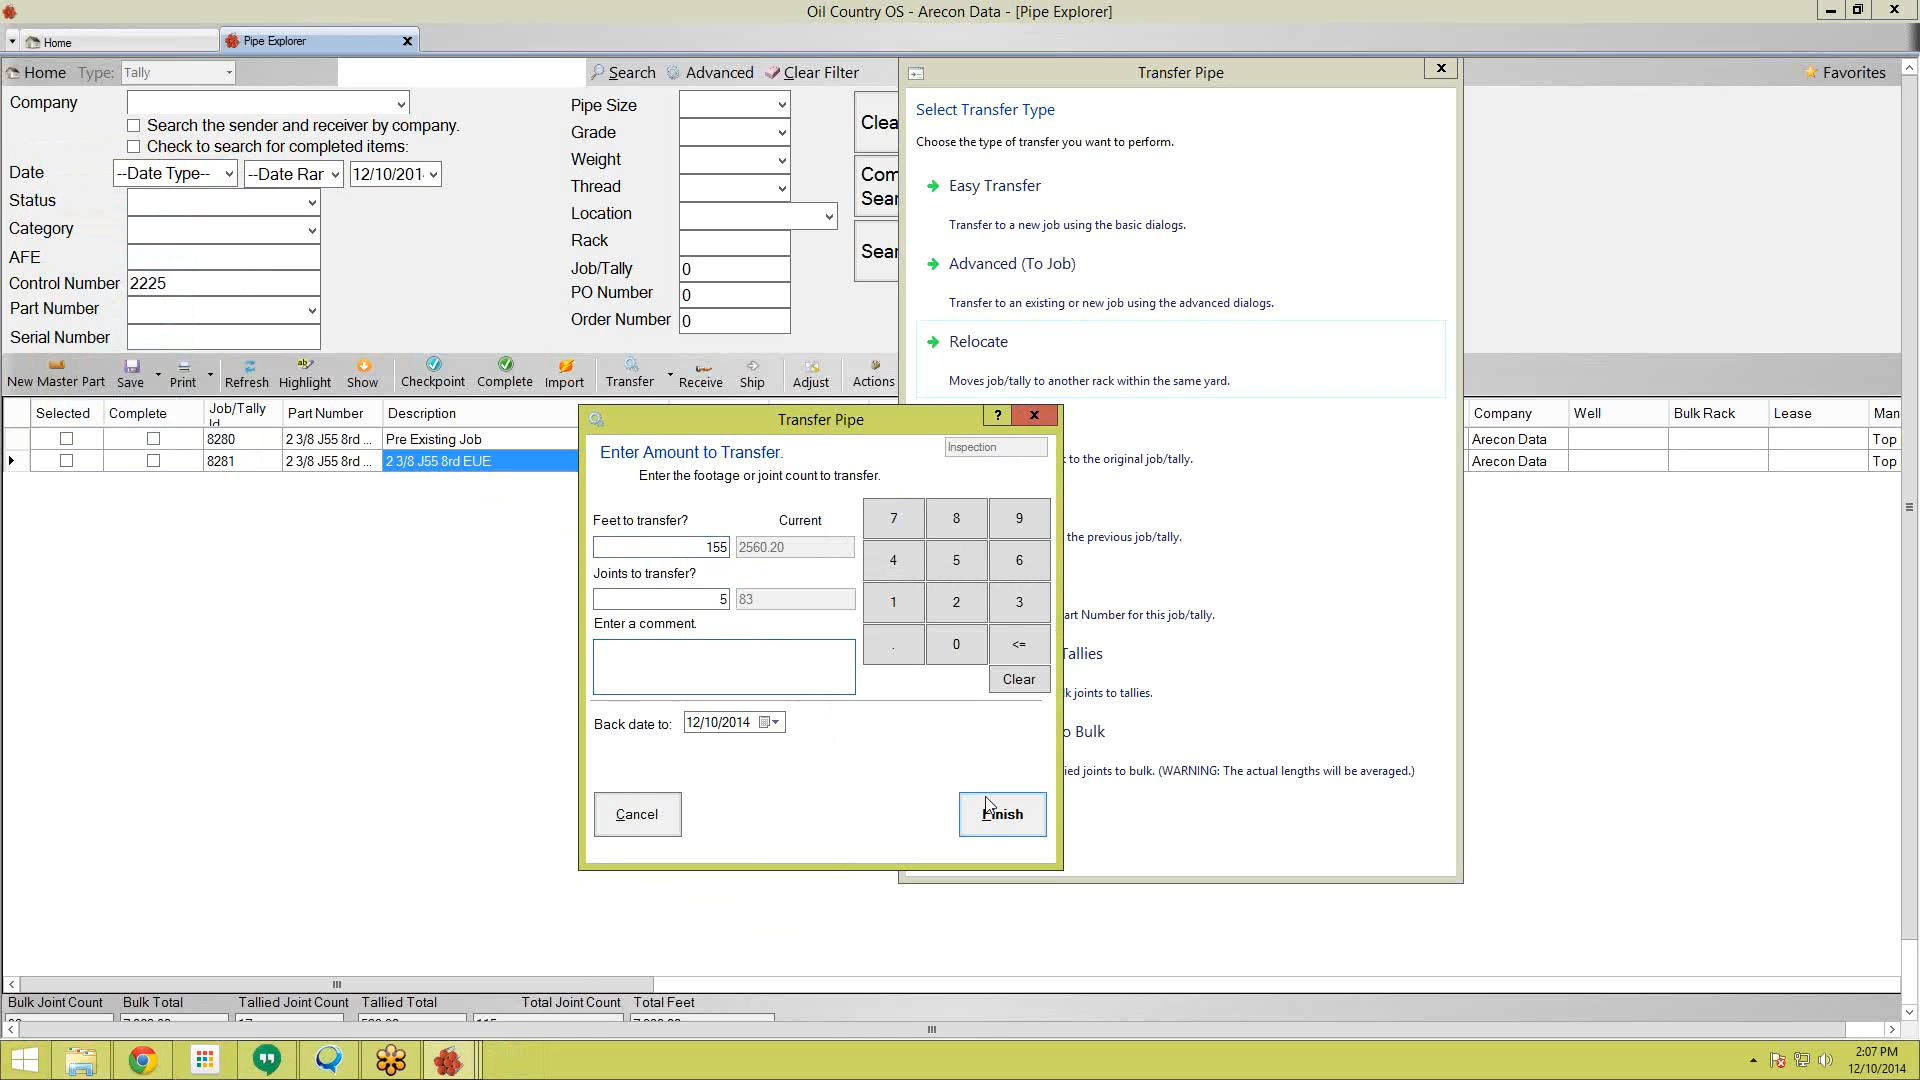 Oil Country OS - Arecon Data - [Pipe Explorer]
Home
Pipe Explorer
Home Type: Tally Search Advanced Clear Filter
Favorites
Company
Search the sender and receiver by company.
Check to search for completed items:
Date --Date Type-- --Date Rar 12/10/201
Status
Category
AFE
Control Number 2225
Part Number
Serial Number
Pipe Size
Grade
Weight
Thread
Location
Rack
Job/Tally 0
PO Number 0
Order Number 0
Clea
Com
Sear
Sear
Transfer Pipe
Select Transfer Type
Choose the type of transfer you want to perform.
Easy Transfer
Transfer to a new job using the basic dialogs.
Advanced (To Job)
Transfer to an existing or new job using the advanced dialogs.
Relocate
Moves job/tally to another rack within the same yard.
t to the original job/tally.
the previous job/tally.
art Number for this job/tally.
Tallies
k joints to tallies.
o Bulk
ied joints to bulk. (WARNING: The actual lengths will be averaged.)
New Master Part Save Print Refresh Highlight Show Checkpoint Complete Import Transfer Receive Ship Adjust Actions
Selected Complete Job/Tally Id Part Number Description Company Well Bulk Rack Lease Man
8280 2 3/8 J55 8rd ... Pre Existing Job Arecon Data Top
8281 2 3/8 J55 8rd ... 2 3/8 J55 8rd EUE Arecon Data Top
Transfer Pipe
?
Enter Amount to Transfer.
Inspection
Enter the footage or joint count to transfer.
Feet to transfer? Current
155 2560.20
Joints to transfer?
5 83
Enter a comment.
7 8 9
4 5 6
1 2 3
. 0 <=
Clear
Back date to: 12/10/2014
Cancel
Finish
Bulk Joint Count Bulk Total Tallied Joint Count Tallied Total Total Joint Count Total Feet
2:07 PM
12/10/2014